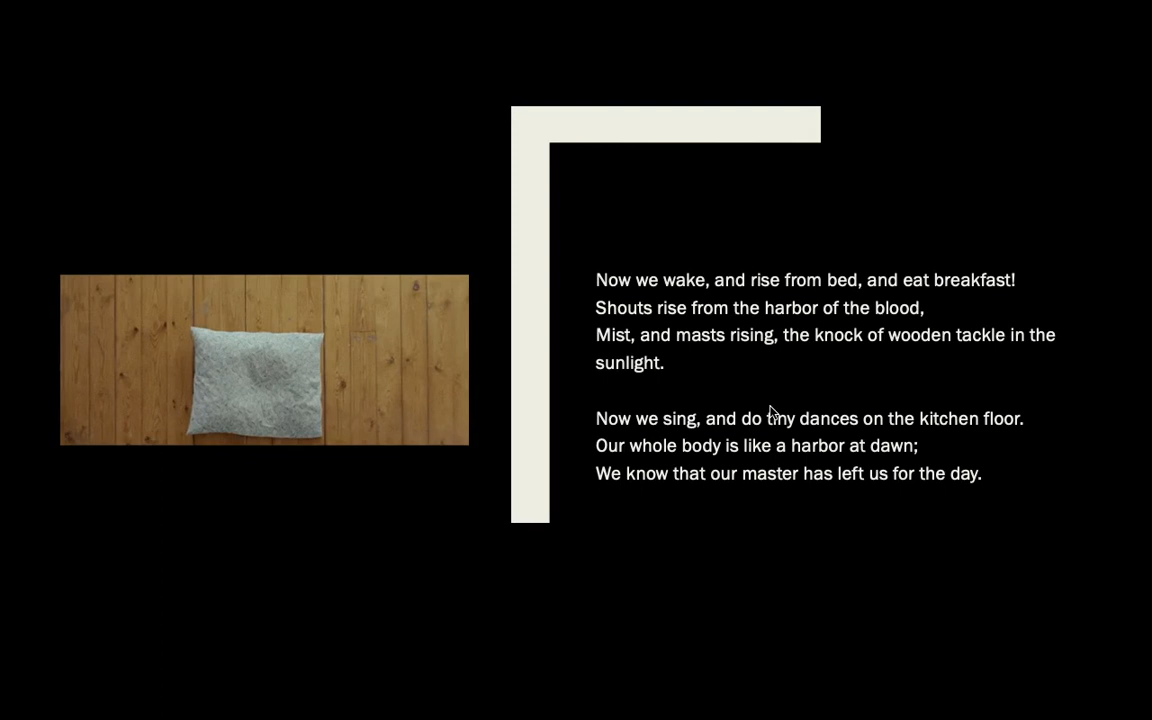 Now we wake, and rise from bed, and eat breakfast!
Shouts rise from the harbor of the blood,
Mist, and masts rising, the knock of wooden tackle in the
sunlight.
Now we sing, and do tiny dances on the kitchen floor.
Our whole body is like a harbor at dawn;
We know that our master has left us for the day.